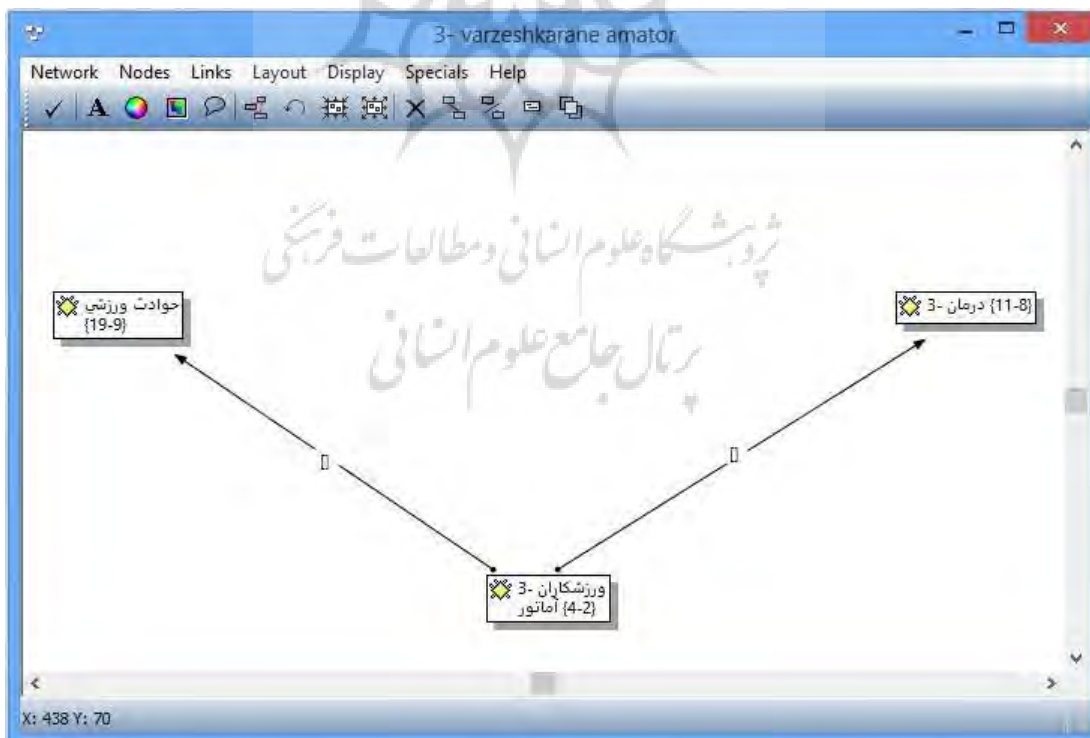 3- varzeshkarane amator
Network Nodes Links Layout Display Specials Help
پژوهشگاه علوم انسانی و مطالعات فرهنگی
پرتال جامع علوم انسانی
حوادث ورزشي
{19-9}
3- درمان {11-8}
[]
[]
3- ورزشکاران
آماتور {4-2}
X: 438 Y: 70